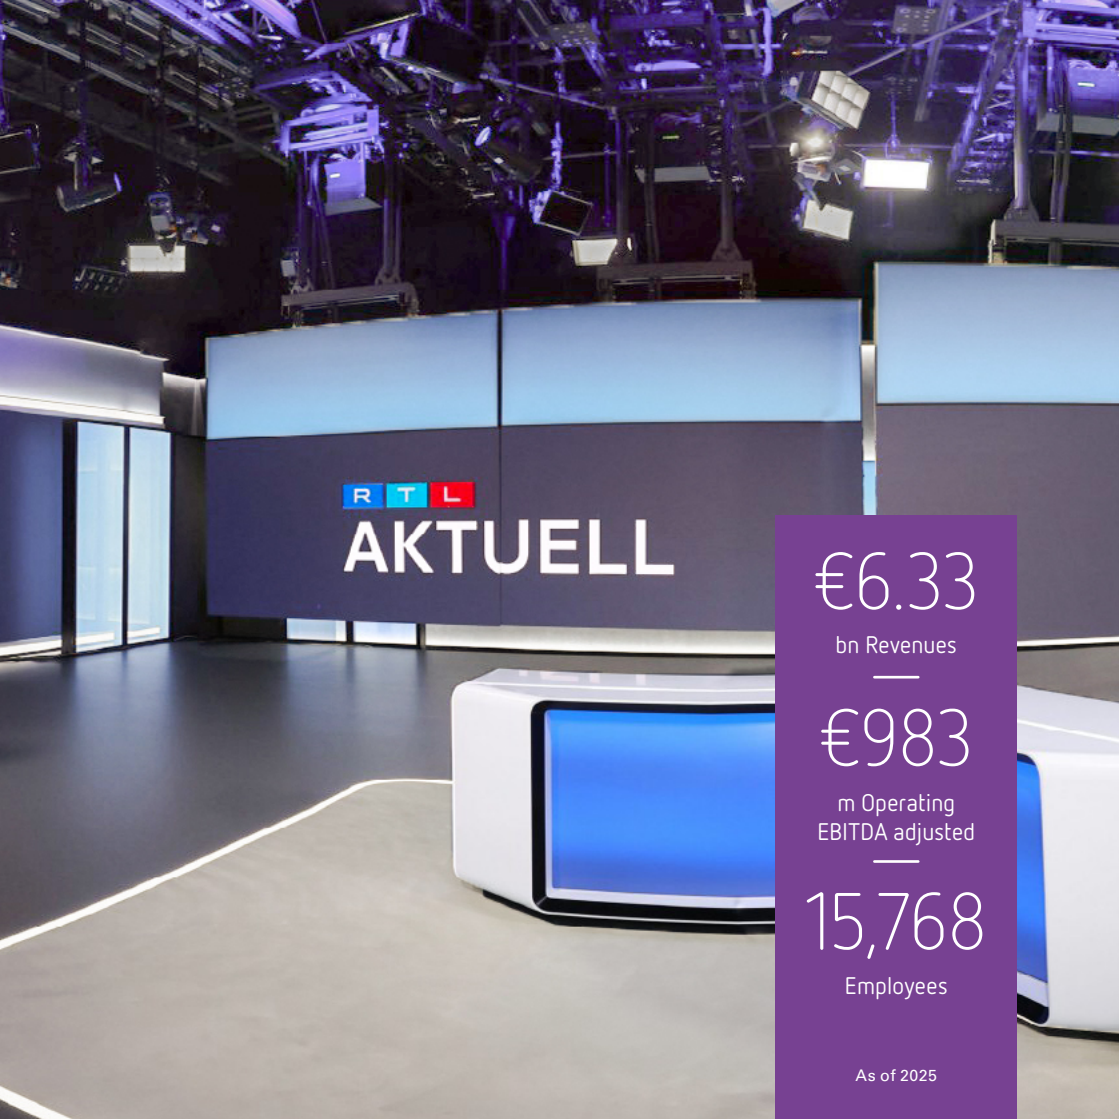 RTL
AKTUELL
€6.33
bn Revenues
€983
m Operating
EBITDA adjusted
15,768
Employees
As of 2025